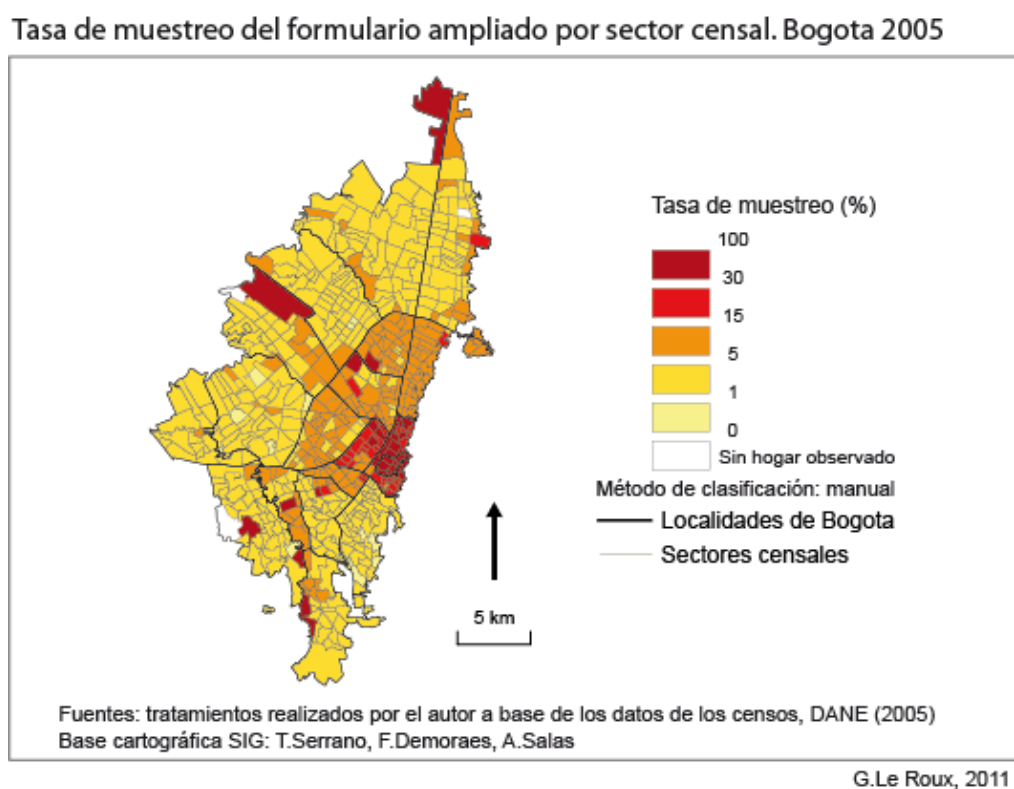 Tasa de muestreo del formulario ampliado por sector censal. Bogota 2005
Tasa de muestreo (%)
100
30
15
5
1
0
Sin hogar observado
Método de clasificación: manual
Localidades de Bogota
Sectores censales
5 km
Fuentes: tratamientos realizados por el autor a base de los datos de los censos, DANE (2005)
Base cartográfica SIG: T.Serrano, F.Demoraes, A.Salas
G.Le Roux, 2011